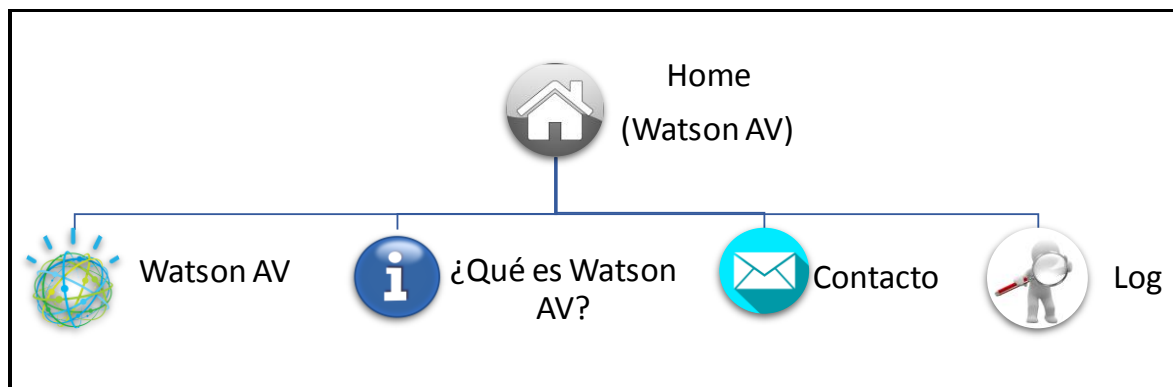 Home
(Watson AV)
Watson AV
¿Qué es Watson
AV?
Contacto
Log